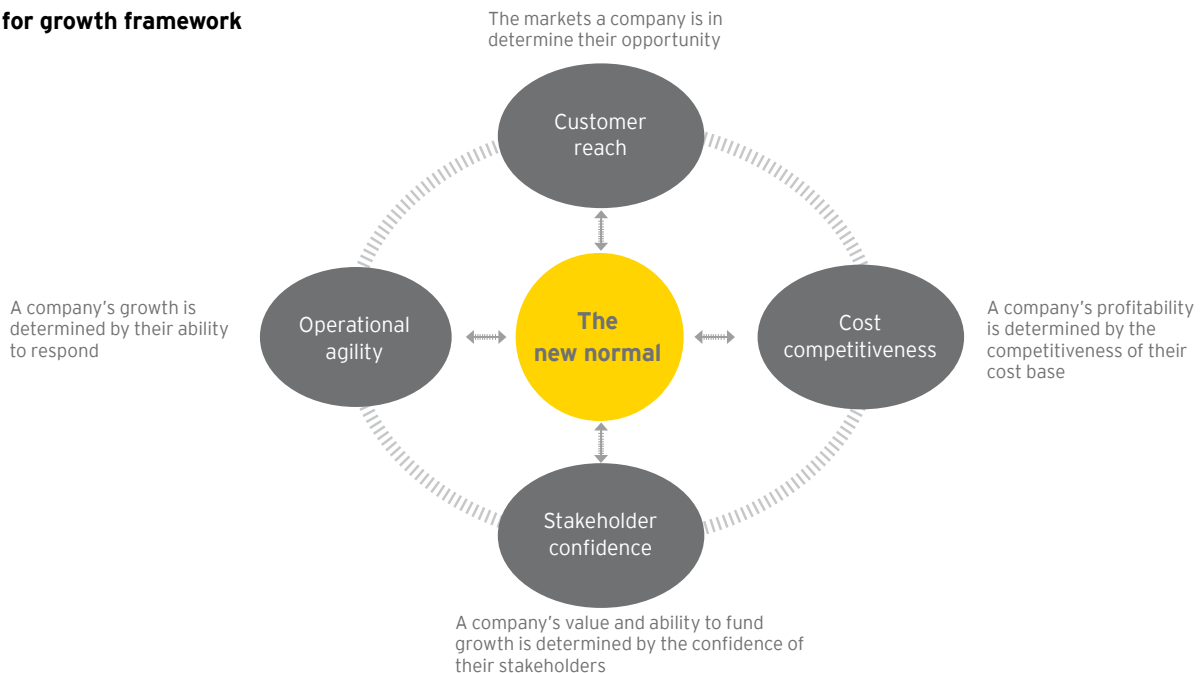 for growth framework
The markets a company is in
determine their opportunity
Customer
reach
A company's growth is
determined by their ability
to respond
Operational
agility
The
new normal
Cost
competitiveness
A company's profitability
is determined by the
competitiveness of their
cost base
Stakeholder
confidence
A company's value and ability to fund
growth is determined by the confidence of
their stakeholders